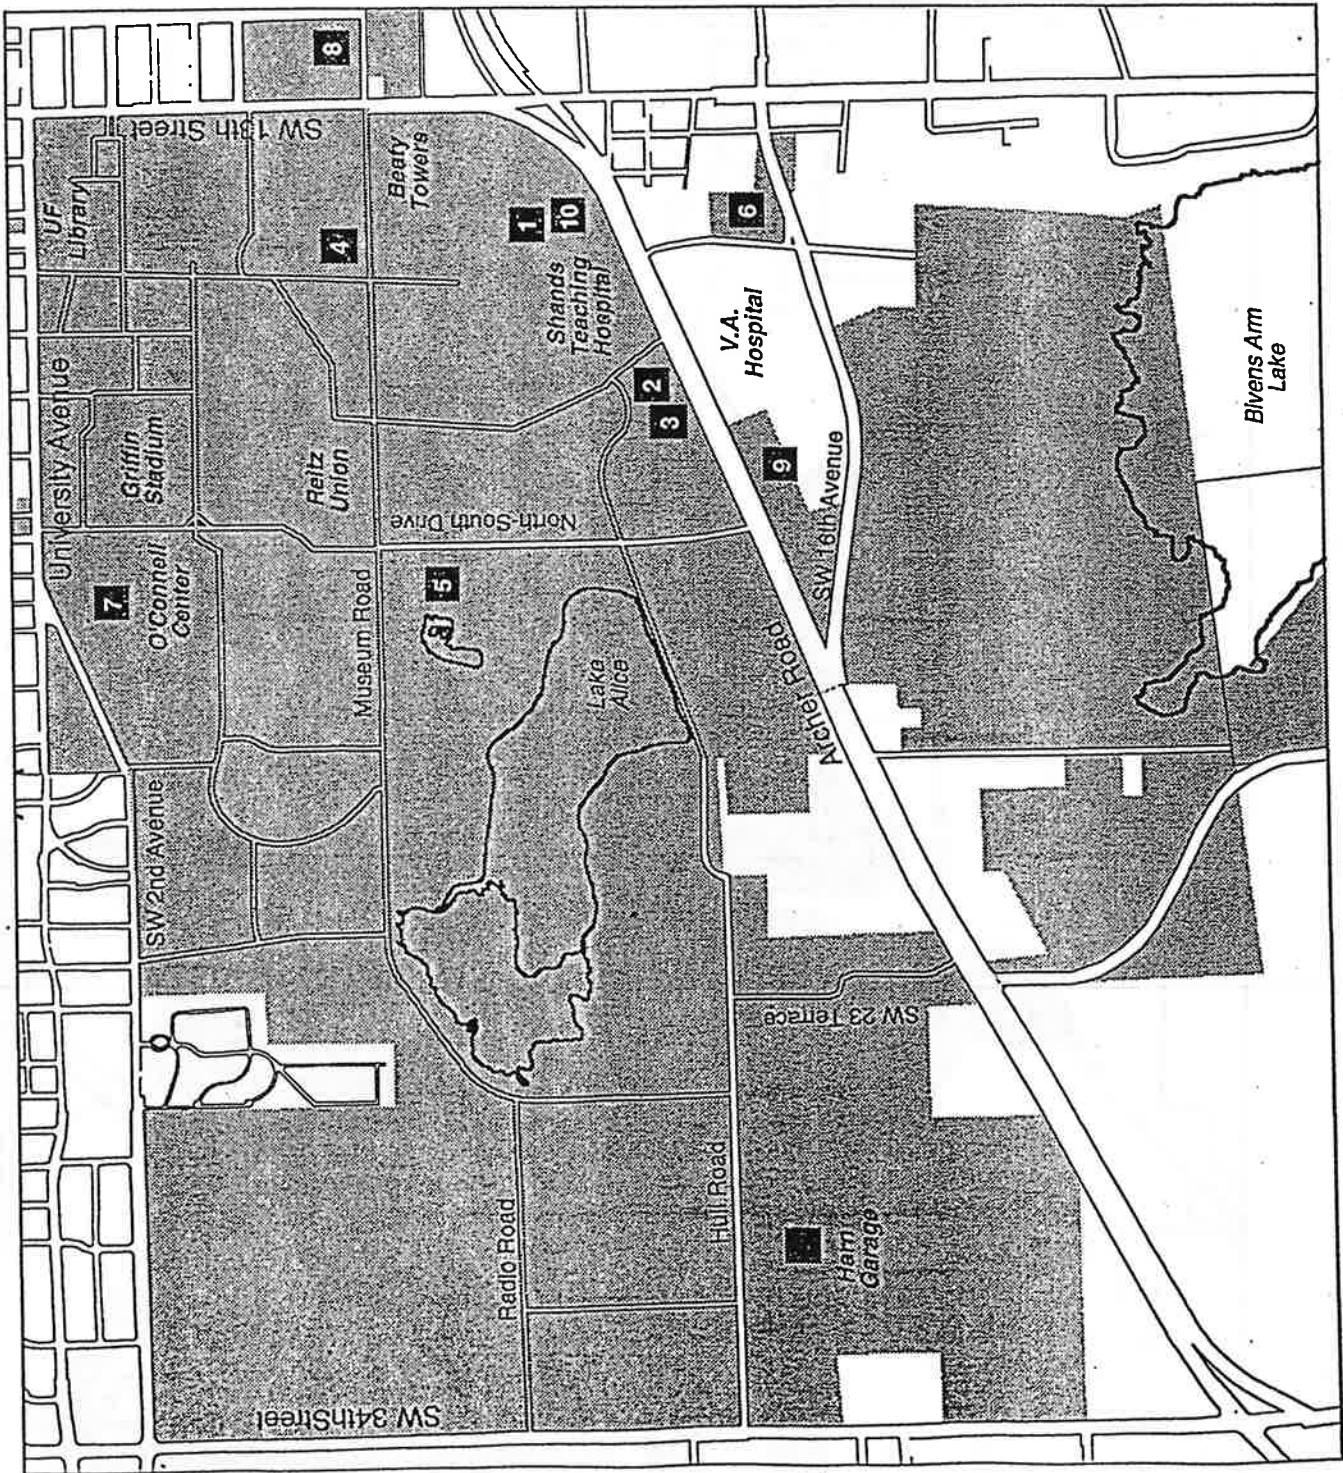 University Avenue
UF
Library
SW 13th Street
8
Griffin
Stadium
7
O'Connell
Center
4
Beaty
Towers
Reitz
Union
SW 2nd Avenue
Museum Road
North-South Drive
5
1
10
Shands
Teaching
Hospital
2
3
6
V.A.
Hospital
9
SW 16th Avenue
Lake
Alice
Archer Road
Bivens Arm
Lake
SW 23 Terrace
Radio Road
Hull Road
Harn
Garage
SW 34thStreet